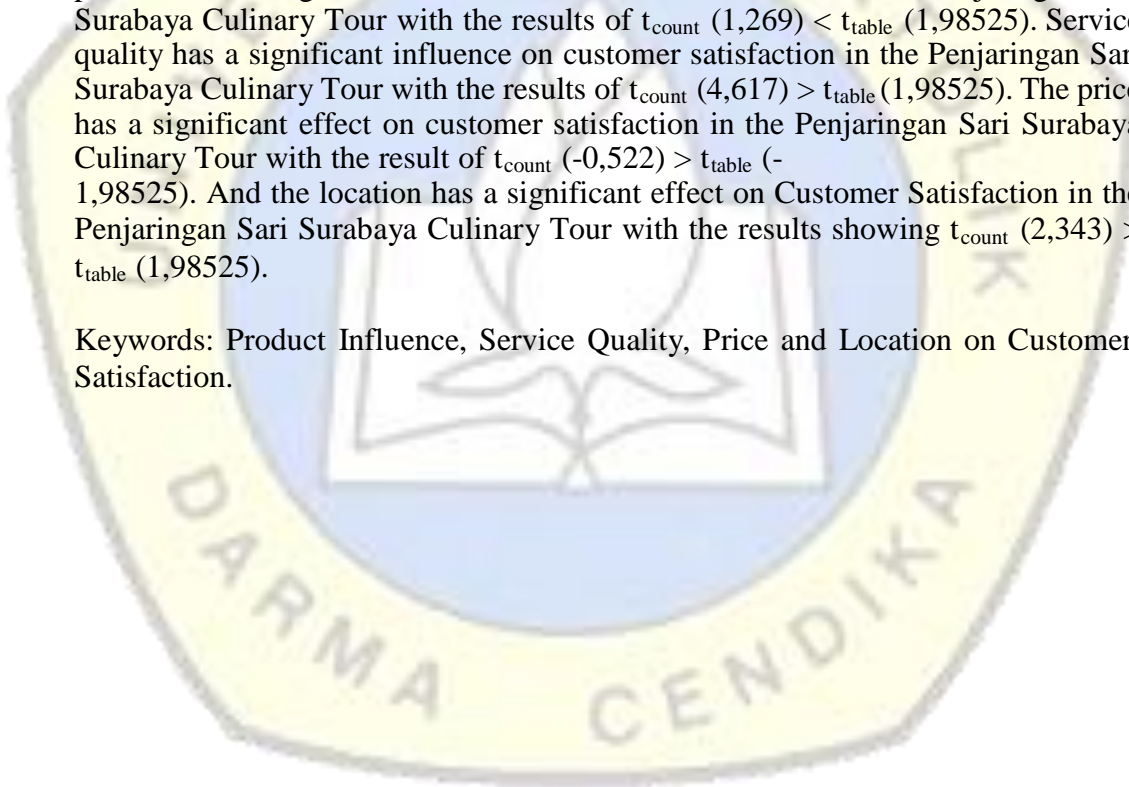 Surabaya Culinary Tour with the results of tcount (1,269) < ttable (1,98525). Service
quality has a significant influence on customer satisfaction in the Penjaringan Sari
Surabaya Culinary Tour with the results of tcount (4,617) > ttable (1,98525). The price
has a significant effect on customer satisfaction in the Penjaringan Sari Surabaya
Culinary Tour with the result of tcount (-0,522) > ttable (-
1,98525). And the location has a significant effect on Customer Satisfaction in the
Penjaringan Sari Surabaya Culinary Tour with the results showing tcount (2,343) >
ttable (1,98525).
Keywords: Product Influence, Service Quality, Price and Location on Customer
Satisfaction.
DARMA CENDIKA